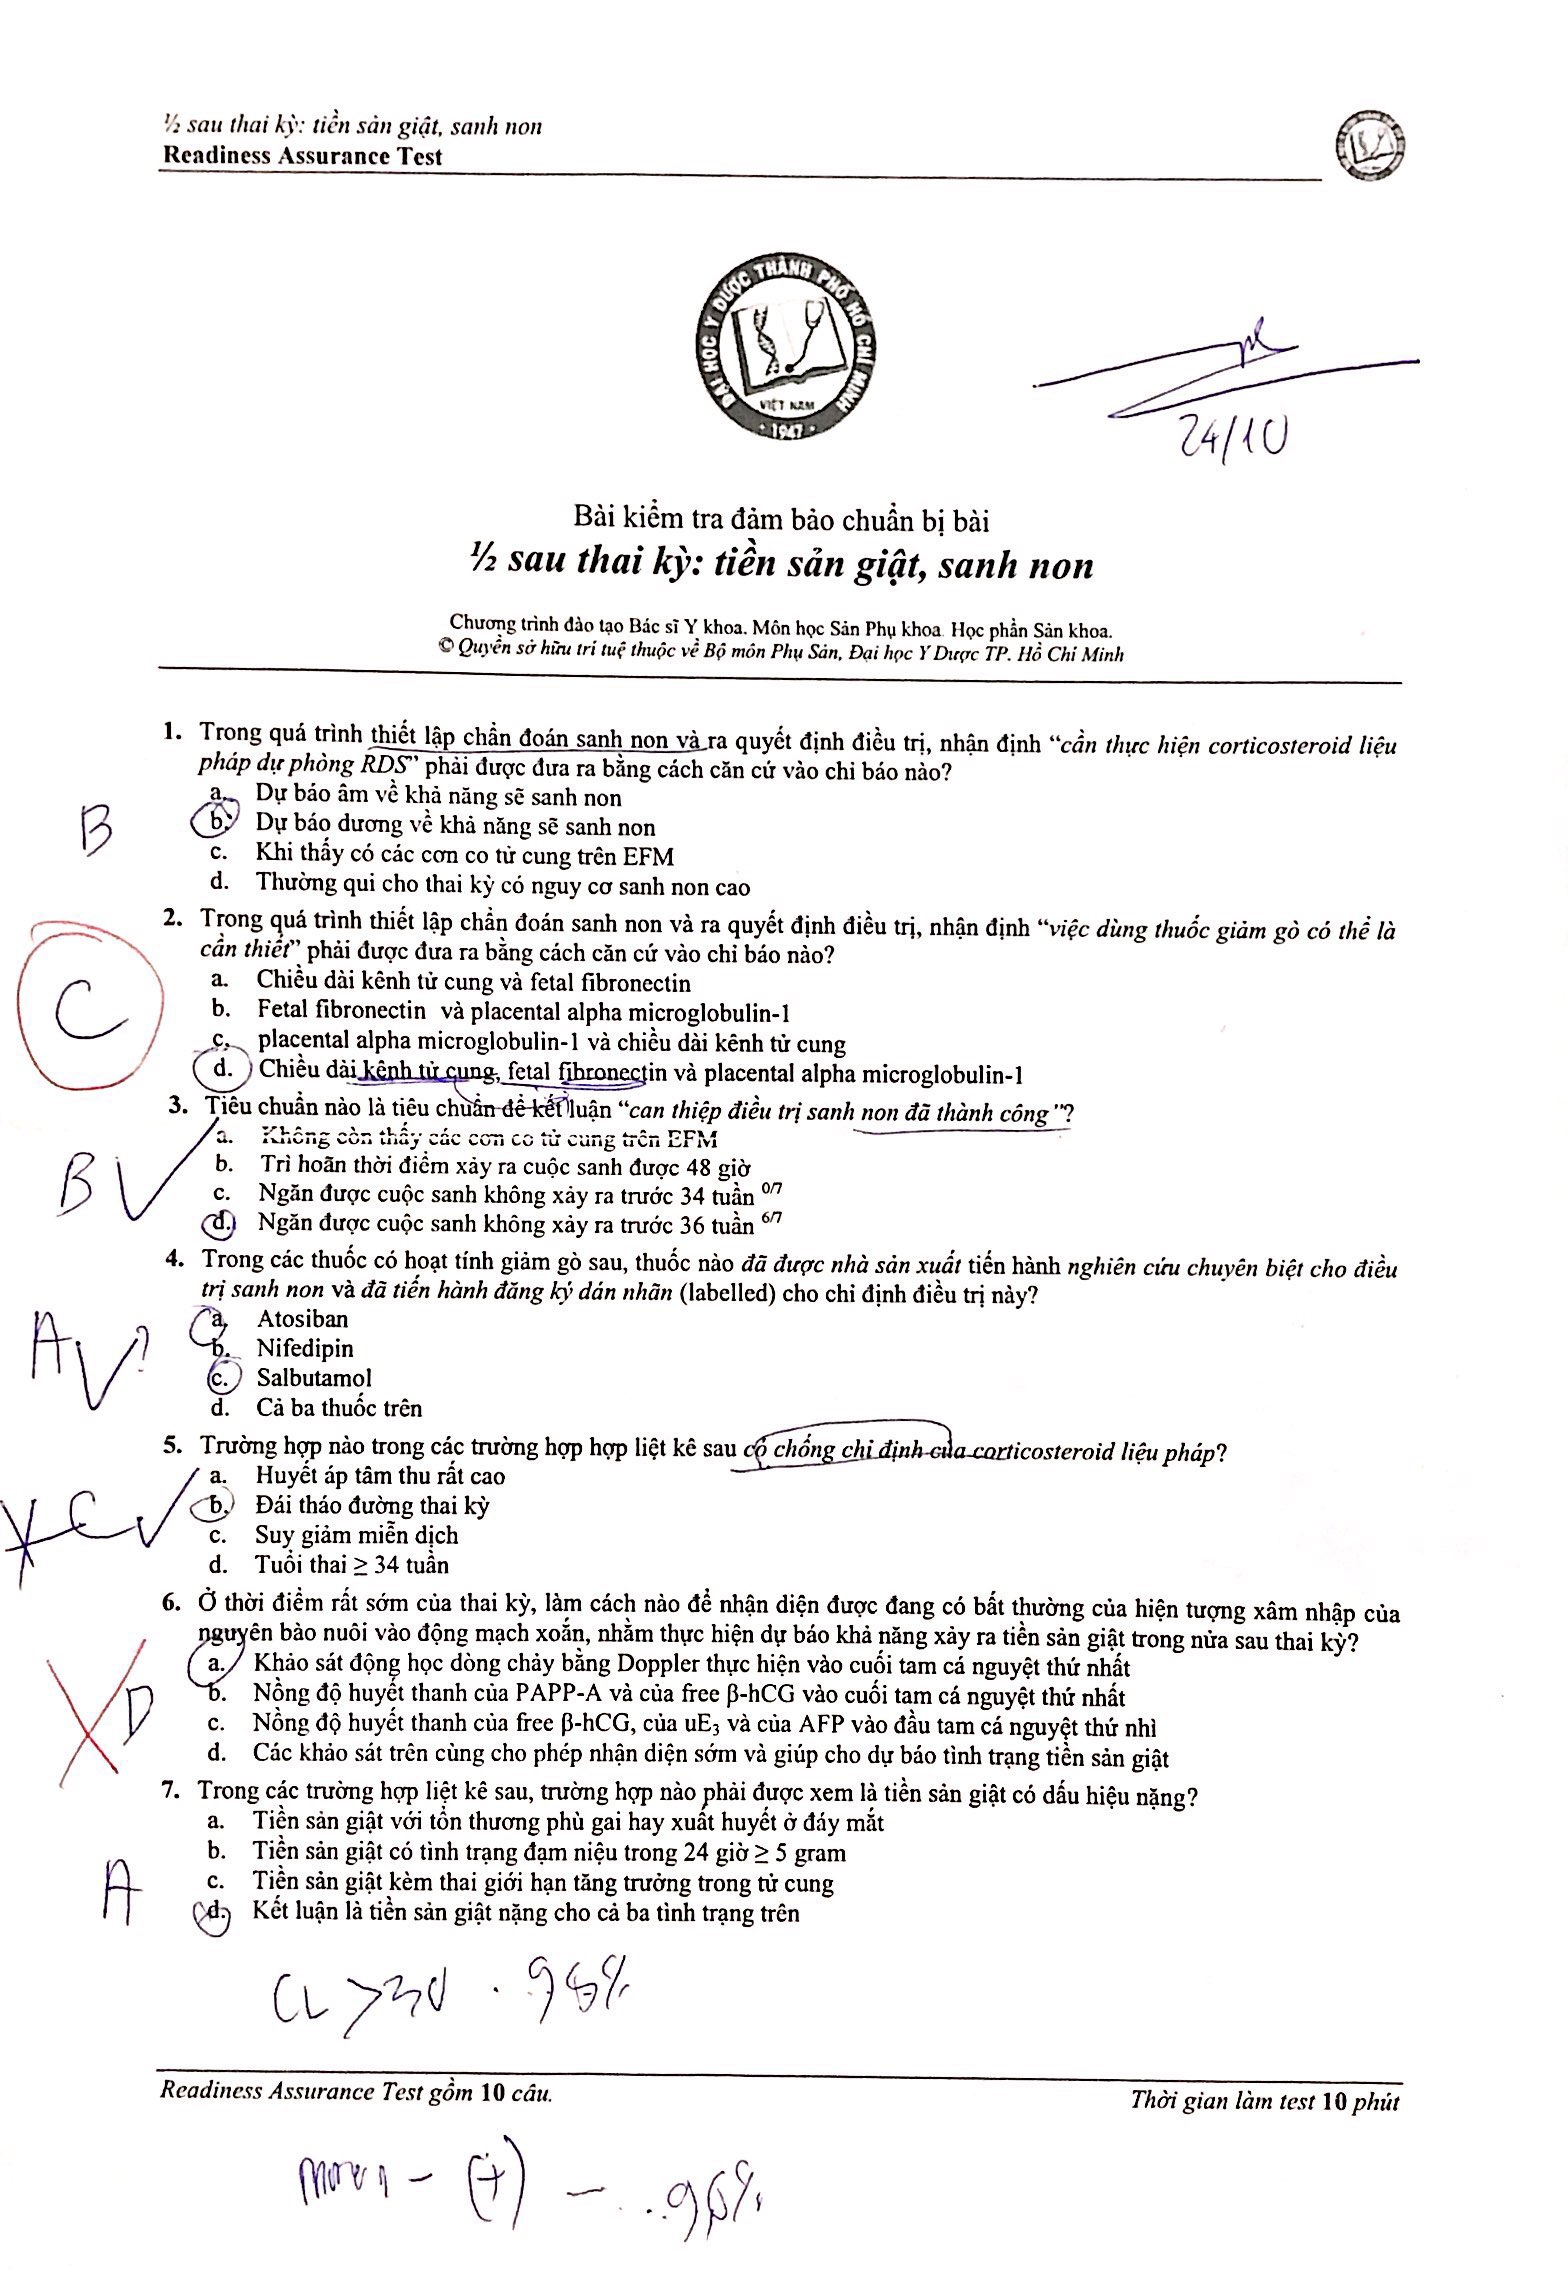 ½ sau thai kỳ: tiền sản giật, sanh non
Readiness Assurance Test
ĐẠI HỌC Y DƯỢC THÀNH PHỐ HỒ CHÍ MINH
VIỆT NAM
· 1947 ·
24/10
Bài kiểm tra đảm bảo chuẩn bị bài
½ sau thai kỳ: tiền sản giật, sanh non
Chương trình đào tạo Bác sĩ Y khoa. Môn học Sản Phụ khoa. Học phần Sản khoa.
© Quyền sở hữu trí tuệ thuộc về Bộ môn Phụ Sản, Đại học Y Dược TP. Hồ Chí Minh
1. Trong quá trình thiết lập chẩn đoán sanh non và ra quyết định điều trị, nhận định “cần thực hiện corticosteroid liệu
pháp dự phòng RDS” phải được đưa ra bằng cách căn cứ vào chỉ báo nào?
a. Dự báo âm về khả năng sẽ sanh non
B
b. Dự báo dương về khả năng sẽ sanh non
c. Khi thấy có các cơn co tử cung trên EFM
d. Thường qui cho thai kỳ có nguy cơ sanh non cao
2. Trong quá trình thiết lập chẩn đoán sanh non và ra quyết định điều trị, nhận định “việc dùng thuốc giảm gò có thể là
cần thiết” phải được đưa ra bằng cách căn cứ vào chỉ báo nào?
a. Chiều dài kênh tử cung và fetal fibronectin
C
b. Fetal fibronectin và placental alpha microglobulin-1
c. placental alpha microglobulin-1 và chiều dài kênh tử cung
d. Chiều dài kênh tử cung, fetal fibronectin và placental alpha microglobulin-1
3. Tiêu chuẩn nào là tiêu chuẩn để kết luận “can thiệp điều trị sanh non đã thành công”?
a. Không còn thấy các cơn co tử cung trên EFM
b. Trì hoãn thời điểm xảy ra cuộc sanh được 48 giờ
B
c. Ngăn được cuộc sanh không xảy ra trước 34 tuần 0/7
d. Ngăn được cuộc sanh không xảy ra trước 36 tuần 6/7
4. Trong các thuốc có hoạt tính giảm gò sau, thuốc nào đã được nhà sản xuất tiến hành nghiên cứu chuyên biệt cho điều
trị sanh non và đã tiến hành đăng ký dán nhãn (labelled) cho chỉ định điều trị này?
a. Atosiban
A ?
b. Nifedipin
c. Salbutamol
d. Cả ba thuốc trên
5. Trường hợp nào trong các trường hợp hợp liệt kê sau có chống chỉ định của corticosteroid liệu pháp?
a. Huyết áp tâm thu rất cao
b. Đái tháo đường thai kỳ
C
c. Suy giảm miễn dịch
d. Tuổi thai ≥ 34 tuần
6. Ở thời điểm rất sớm của thai kỳ, làm cách nào để nhận diện được đang có bất thường của hiện tượng xâm nhập của
nguyên bào nuôi vào động mạch xoắn, nhằm thực hiện dự báo khả năng xảy ra tiền sản giật trong nửa sau thai kỳ?
a. Khảo sát động học dòng chảy bằng Doppler thực hiện vào cuối tam cá nguyệt thứ nhất
b. Nồng độ huyết thanh của PAPP-A và của free β-hCG vào cuối tam cá nguyệt thứ nhất
D
c. Nồng độ huyết thanh của free β-hCG, của uE3 và của AFP vào đầu tam cá nguyệt thứ nhì
d. Các khảo sát trên cùng cho phép nhận diện sớm và giúp cho dự báo tình trạng tiền sản giật
7. Trong các trường hợp liệt kê sau, trường hợp nào phải được xem là tiền sản giật có dấu hiệu nặng?
a. Tiền sản giật với tổn thương phù gai hay xuất huyết ở đáy mắt
b. Tiền sản giật có tình trạng đạm niệu trong 24 giờ ≥ 5 gram
A
c. Tiền sản giật kèm thai giới hạn tăng trưởng trong tử cung
d. Kết luận là tiền sản giật nặng cho cả ba tình trạng trên
CL > 30 . 98%
Readiness Assurance Test gồm 10 câu.
Thời gian làm test 10 phút
- (+) - ..96%